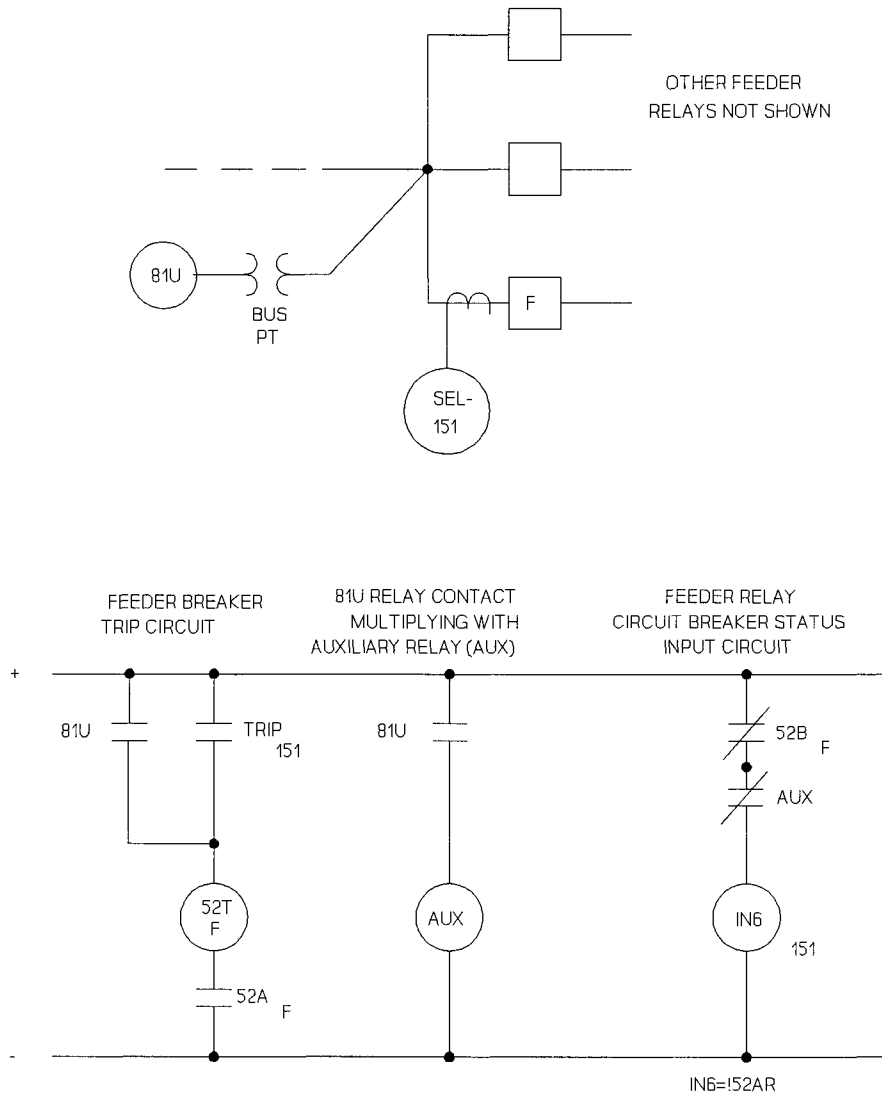 OTHER FEEDER
RELAYS NOT SHOWN
81U
BUS
PT
F
SEL-
151
FEEDER BREAKER
TRIP CIRCUIT
81U RELAY CONTACT
MULTIPLYING WITH
AUXILIARY RELAY (AUX)
FEEDER RELAY
CIRCUIT BREAKER STATUS
INPUT CIRCUIT
+
81U
TRIP
151
81U
52B
F
AUX
52T
F
AUX
IN6
151
52A
F
-
IN6=!52AR